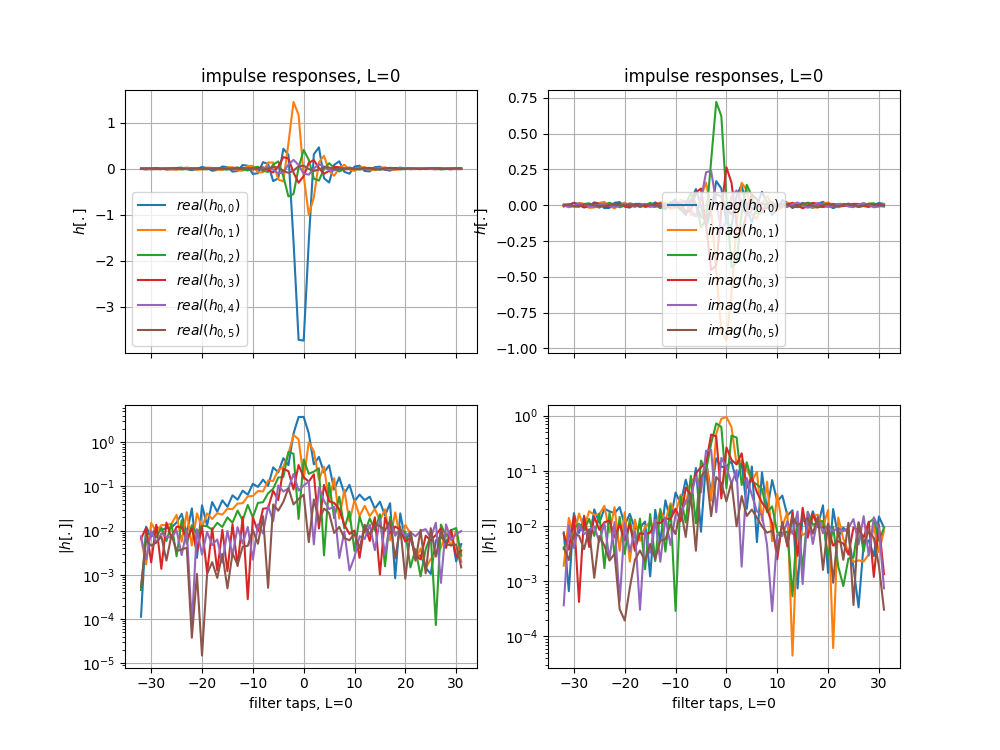 impulse responses, L=0
1
0
−1
−2
−3
h[.]
real(h0,0)
real(h0,1)
real(h0,2)
real(h0,3)
real(h0,4)
real(h0,5)
impulse responses, L=0
0.75
0.50
0.25
0.00
−0.25
−0.50
−0.75
−1.00
h[.]
imag(h0,0)
imag(h0,1)
imag(h0,2)
imag(h0,3)
imag(h0,4)
imag(h0,5)
10^0
10^−1
10^−2
10^−3
10^−4
10^−5
|h[.]|
−30 −20 −10 0 10 20 30
filter taps, L=0
10^0
10^−1
10^−2
10^−3
10^−4
|h[.]|
−30 −20 −10 0 10 20 30
filter taps, L=0